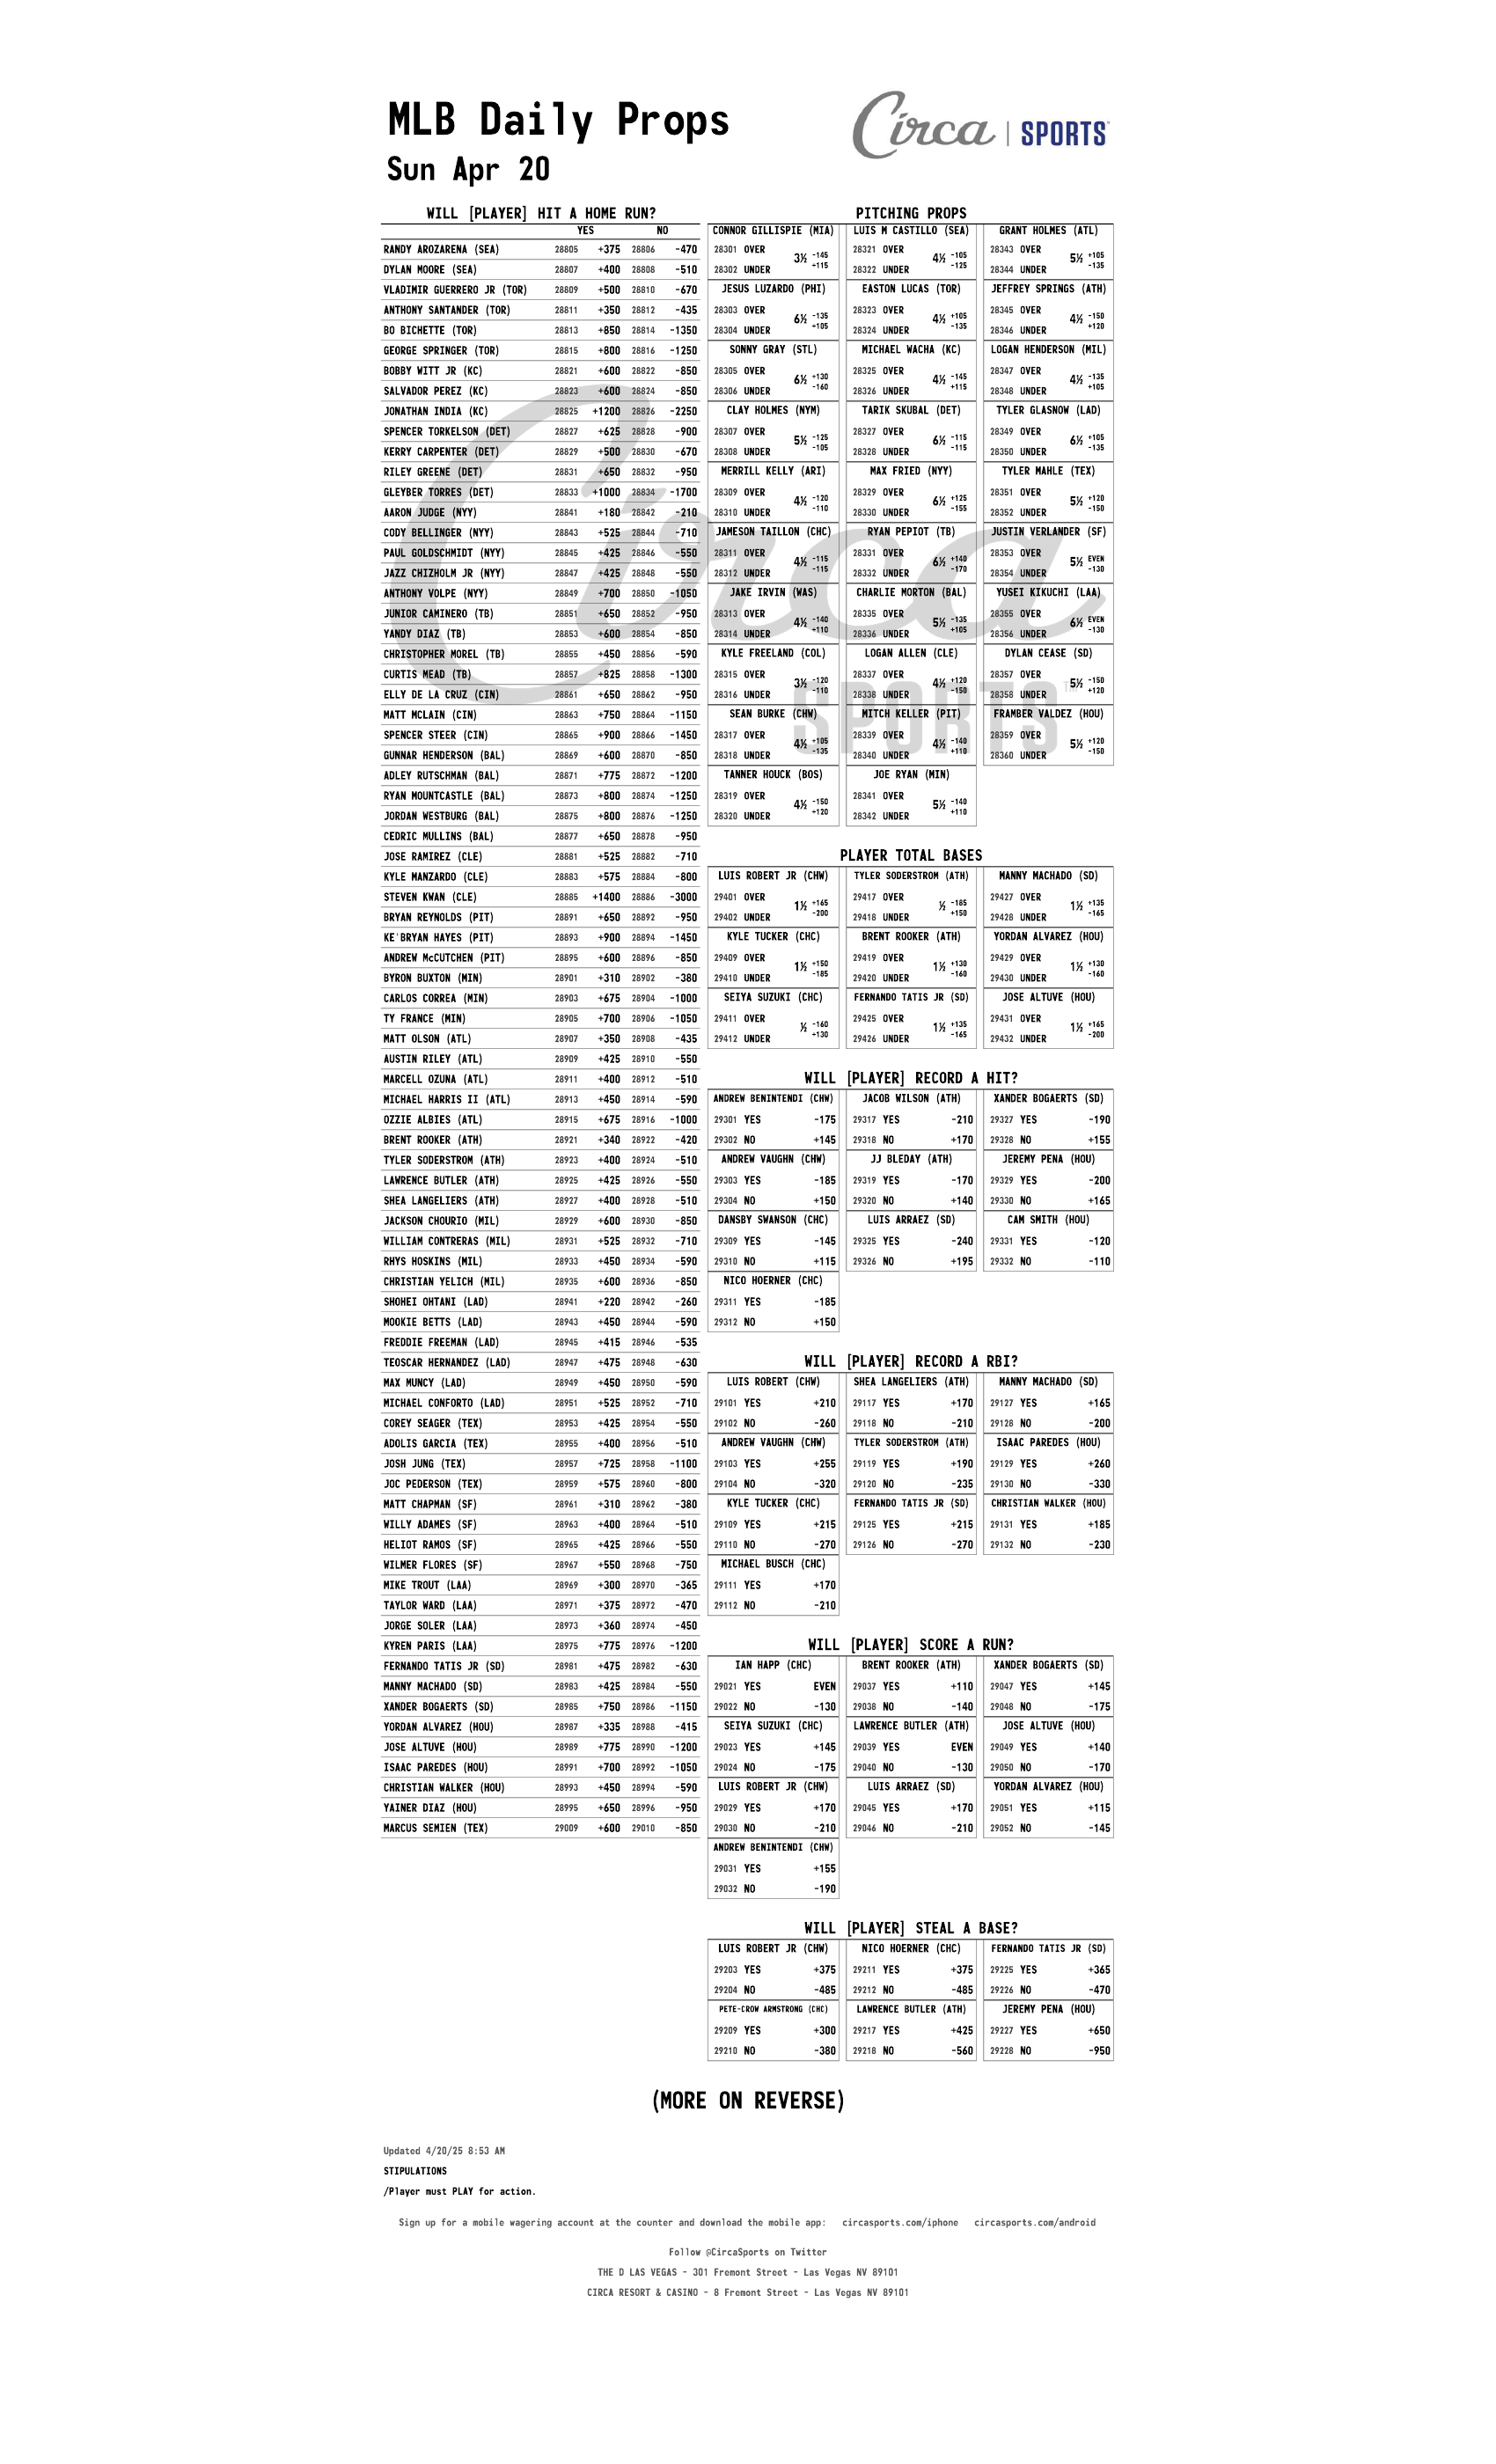 MLB Daily Props
Circa | SPORTS
Sun Apr 20
WILL [PLAYER] HIT A HOME RUN?
YES NO
RANDY AROZARENA (SEA) 28805 +375 28806 -470
DYLAN MOORE (SEA) 28807 +400 28808 -510
VLADIMIR GUERRERO JR (TOR) 28809 +500 28810 -670
ANTHONY SANTANDER (TOR) 28811 +350 28812 -435
BO BICHETTE (TOR) 28813 +850 28814 -1350
GEORGE SPRINGER (TOR) 28815 +800 28816 -1250
BOBBY WITT JR (KC) 28821 +600 28822 -850
SALVADOR PEREZ (KC) 28823 +600 28824 -850
JONATHAN INDIA (KC) 28825 +1200 28826 -2250
SPENCER TORKELSON (DET) 28827 +625 28828 -900
KERRY CARPENTER (DET) 28829 +500 28830 -670
RILEY GREENE (DET) 28831 +650 28832 -950
GLEYBER TORRES (DET) 28833 +1000 28834 -1700
AARON JUDGE (NYY) 28841 +180 28842 -210
CODY BELLINGER (NYY) 28843 +525 28844 -710
PAUL GOLDSCHMIDT (NYY) 28845 +425 28846 -550
JAZZ CHIZHOLM JR (NYY) 28847 +425 28848 -550
ANTHONY VOLPE (NYY) 28849 +700 28850 -1050
JUNIOR CAMINERO (TB) 28851 +650 28852 -950
YANDY DIAZ (TB) 28853 +600 28854 -850
CHRISTOPHER MOREL (TB) 28855 +450 28856 -590
CURTIS MEAD (TB) 28857 +825 28858 -1300
ELLY DE LA CRUZ (CIN) 28861 +650 28862 -950
MATT MCLAIN (CIN) 28863 +750 28864 -1150
SPENCER STEER (CIN) 28865 +900 28866 -1450
GUNNAR HENDERSON (BAL) 28869 +600 28870 -850
ADLEY RUTSCHMAN (BAL) 28871 +775 28872 -1200
RYAN MOUNTCASTLE (BAL) 28873 +800 28874 -1250
JORDAN WESTBURG (BAL) 28875 +800 28876 -1250
CEDRIC MULLINS (BAL) 28877 +650 28878 -950
JOSE RAMIREZ (CLE) 28881 +525 28882 -710
KYLE MANZARDO (CLE) 28883 +575 28884 -800
STEVEN KWAN (CLE) 28885 +1400 28886 -3000
BRYAN REYNOLDS (PIT) 28891 +650 28892 -950
KE'BRYAN HAYES (PIT) 28893 +900 28894 -1450
ANDREW McCUTCHEN (PIT) 28895 +600 28896 -850
BYRON BUXTON (MIN) 28901 +310 28902 -380
CARLOS CORREA (MIN) 28903 +675 28904 -1000
TY FRANCE (MIN) 28905 +700 28906 -1050
MATT OLSON (ATL) 28907 +350 28908 -435
AUSTIN RILEY (ATL) 28909 +425 28910 -550
MARCELL OZUNA (ATL) 28911 +400 28912 -510
MICHAEL HARRIS II (ATL) 28913 +450 28914 -590
OZZIE ALBIES (ATL) 28915 +675 28916 -1000
BRENT ROOKER (ATH) 28921 +340 28922 -420
TYLER SODERSTROM (ATH) 28923 +400 28924 -510
LAWRENCE BUTLER (ATH) 28925 +425 28926 -550
SHEA LANGELIERS (ATH) 28927 +400 28928 -510
JACKSON CHOURIO (MIL) 28929 +600 28930 -850
WILLIAM CONTRERAS (MIL) 28931 +525 28932 -710
RHYS HOSKINS (MIL) 28933 +450 28934 -590
CHRISTIAN YELICH (MIL) 28935 +600 28936 -850
SHOHEI OHTANI (LAD) 28941 +220 28942 -260
MOOKIE BETTS (LAD) 28943 +450 28944 -590
FREDDIE FREEMAN (LAD) 28945 +415 28946 -535
TEOSCAR HERNANDEZ (LAD) 28947 +475 28948 -630
MAX MUNCY (LAD) 28949 +450 28950 -590
MICHAEL CONFORTO (LAD) 28951 +525 28952 -710
COREY SEAGER (TEX) 28953 +425 28954 -550
ADOLIS GARCIA (TEX) 28955 +400 28956 -510
JOSH JUNG (TEX) 28957 +725 28958 -1100
JOC PEDERSON (TEX) 28959 +575 28960 -800
MATT CHAPMAN (SF) 28961 +310 28962 -380
WILLY ADAMES (SF) 28963 +400 28964 -510
HELIOT RAMOS (SF) 28965 +425 28966 -550
WILMER FLORES (SF) 28967 +550 28968 -750
MIKE TROUT (LAA) 28969 +300 28970 -365
TAYLOR WARD (LAA) 28971 +375 28972 -470
JORGE SOLER (LAA) 28973 +360 28974 -450
KYREN PARIS (LAA) 28975 +775 28976 -1200
FERNANDO TATIS JR (SD) 28981 +475 28982 -630
MANNY MACHADO (SD) 28983 +425 28984 -550
XANDER BOGAERTS (SD) 28985 +750 28986 -1150
YORDAN ALVAREZ (HOU) 28987 +335 28988 -415
JOSE ALTUVE (HOU) 28989 +775 28990 -1200
ISAAC PAREDES (HOU) 28991 +700 28992 -1050
CHRISTIAN WALKER (HOU) 28993 +450 28994 -590
YAINER DIAZ (HOU) 28995 +650 28996 -950
MARCUS SEMIEN (TEX) 29009 +600 29010 -850
PITCHING PROPS
CONNOR GILLISPIE (MIA) LUIS M CASTILLO (SEA) GRANT HOLMES (ATL)
28301 OVER 3½ -145 28321 OVER 4½ -105 28343 OVER 5½ +105
28302 UNDER +115 28322 UNDER -125 28344 UNDER -135
JESUS LUZARDO (PHI) EASTON LUCAS (TOR) JEFFREY SPRINGS (ATH)
28303 OVER 6½ -135 28323 OVER 4½ +105 28345 OVER 4½ -150
28304 UNDER +105 28324 UNDER -135 28346 UNDER +120
SONNY GRAY (STL) MICHAEL WACHA (KC) LOGAN HENDERSON (MIL)
28305 OVER 6½ +130 28325 OVER 4½ -145 28347 OVER 4½ -135
28306 UNDER -160 28326 UNDER +115 28348 UNDER +105
CLAY HOLMES (NYM) TARIK SKUBAL (DET) TYLER GLASNOW (LAD)
28307 OVER 5½ -125 28327 OVER 6½ -115 28349 OVER 6½ +105
28308 UNDER -105 28328 UNDER -115 28350 UNDER -135
MERRILL KELLY (ARI) MAX FRIED (NYY) TYLER MAHLE (TEX)
28309 OVER 4½ -120 28329 OVER 6½ +125 28351 OVER 5½ +120
28310 UNDER -110 28330 UNDER -155 28352 UNDER -150
JAMESON TAILLON (CHC) RYAN PEPIOT (TB) JUSTIN VERLANDER (SF)
28311 OVER 4½ -115 28331 OVER 6½ +140 28353 OVER 5½ EVEN
28312 UNDER -115 28332 UNDER -170 28354 UNDER -130
JAKE IRVIN (WAS) CHARLIE MORTON (BAL) YUSEI KIKUCHI (LAA)
28313 OVER 4½ -140 28335 OVER 5½ -135 28355 OVER 6½ EVEN
28314 UNDER +110 28336 UNDER +105 28356 UNDER -130
KYLE FREELAND (COL) LOGAN ALLEN (CLE) DYLAN CEASE (SD)
28315 OVER 3½ -120 28337 OVER 4½ +120 28357 OVER 5½ -150
28316 UNDER -110 28338 UNDER -150 28358 UNDER +120
SEAN BURKE (CHW) MITCH KELLER (PIT) FRAMBER VALDEZ (HOU)
28317 OVER 4½ +105 28339 OVER 4½ -140 28359 OVER 5½ +120
28318 UNDER -135 28340 UNDER +110 28360 UNDER -150
TANNER HOUCK (BOS) JOE RYAN (MIN)
28319 OVER 4½ -150 28341 OVER 5½ -140
28320 UNDER +120 28342 UNDER +110
PLAYER TOTAL BASES
LUIS ROBERT JR (CHW) TYLER SODERSTROM (ATH) MANNY MACHADO (SD)
29401 OVER 1½ +165 29417 OVER ½ -185 29427 OVER 1½ +135
29402 UNDER -200 29418 UNDER +150 29428 UNDER -165
KYLE TUCKER (CHC) BRENT ROOKER (ATH) YORDAN ALVAREZ (HOU)
29409 OVER 1½ +150 29419 OVER 1½ +130 29429 OVER 1½ +130
29410 UNDER -185 29420 UNDER -160 29430 UNDER -160
SEIYA SUZUKI (CHC) FERNANDO TATIS JR (SD) JOSE ALTUVE (HOU)
29411 OVER ½ -160 29425 OVER 1½ +135 29431 OVER 1½ +165
29412 UNDER +130 29426 UNDER -165 29432 UNDER -200
WILL [PLAYER] RECORD A HIT?
ANDREW BENINTENDI (CHW) JACOB WILSON (ATH) XANDER BOGAERTS (SD)
29301 YES -175 29317 YES -210 29327 YES -190
29302 NO +145 29318 NO +170 29328 NO +155
ANDREW VAUGHN (CHW) JJ BLEDAY (ATH) JEREMY PENA (HOU)
29303 YES -185 29319 YES -170 29329 YES -200
29304 NO +150 29320 NO +140 29330 NO +165
DANSBY SWANSON (CHC) LUIS ARRAEZ (SD) CAM SMITH (HOU)
29309 YES -145 29325 YES -240 29331 YES -120
29310 NO +115 29326 NO +195 29332 NO -110
NICO HOERNER (CHC)
29311 YES -185
29312 NO +150
WILL [PLAYER] RECORD A RBI?
LUIS ROBERT (CHW) SHEA LANGELIERS (ATH) MANNY MACHADO (SD)
29101 YES +210 29117 YES +170 29127 YES +165
29102 NO -260 29118 NO -210 29128 NO -200
ANDREW VAUGHN (CHW) TYLER SODERSTROM (ATH) ISAAC PAREDES (HOU)
29103 YES +255 29119 YES +190 29129 YES +260
29104 NO -320 29120 NO -235 29130 NO -330
KYLE TUCKER (CHC) FERNANDO TATIS JR (SD) CHRISTIAN WALKER (HOU)
29109 YES +215 29125 YES +215 29131 YES +185
29110 NO -270 29126 NO -270 29132 NO -230
MICHAEL BUSCH (CHC)
29111 YES +170
29112 NO -210
WILL [PLAYER] SCORE A RUN?
IAN HAPP (CHC) BRENT ROOKER (ATH) XANDER BOGAERTS (SD)
29021 YES EVEN 29037 YES +110 29047 YES +145
29022 NO -130 29038 NO -140 29048 NO -175
SEIYA SUZUKI (CHC) LAWRENCE BUTLER (ATH) JOSE ALTUVE (HOU)
29023 YES +145 29039 YES EVEN 29049 YES +140
29024 NO -175 29040 NO -130 29050 NO -170
LUIS ROBERT JR (CHW) LUIS ARRAEZ (SD) YORDAN ALVAREZ (HOU)
29029 YES +170 29045 YES +170 29051 YES +115
29030 NO -210 29046 NO -210 29052 NO -145
ANDREW BENINTENDI (CHW)
29031 YES +155
29032 NO -190
WILL [PLAYER] STEAL A BASE?
LUIS ROBERT JR (CHW) NICO HOERNER (CHC) FERNANDO TATIS JR (SD)
29203 YES +375 29211 YES +375 29225 YES +365
29204 NO -485 29212 NO -485 29226 NO -470
PETE-CROW ARMSTRONG (CHC) LAWRENCE BUTLER (ATH) JEREMY PENA (HOU)
29209 YES +300 29217 YES +425 29227 YES +650
29210 NO -380 29218 NO -560 29228 NO -950
Circa
SPORTS
(MORE ON REVERSE)
Updated 4/20/25 8:53 AM
STIPULATIONS
/Player must PLAY for action.
Sign up for a mobile wagering account at the counter and download the mobile app: circasports.com/iphone circasports.com/android
Follow @CircaSports on Twitter
THE D LAS VEGAS - 301 Fremont Street - Las Vegas NV 89101
CIRCA RESORT & CASINO - 8 Fremont Street - Las Vegas NV 89101